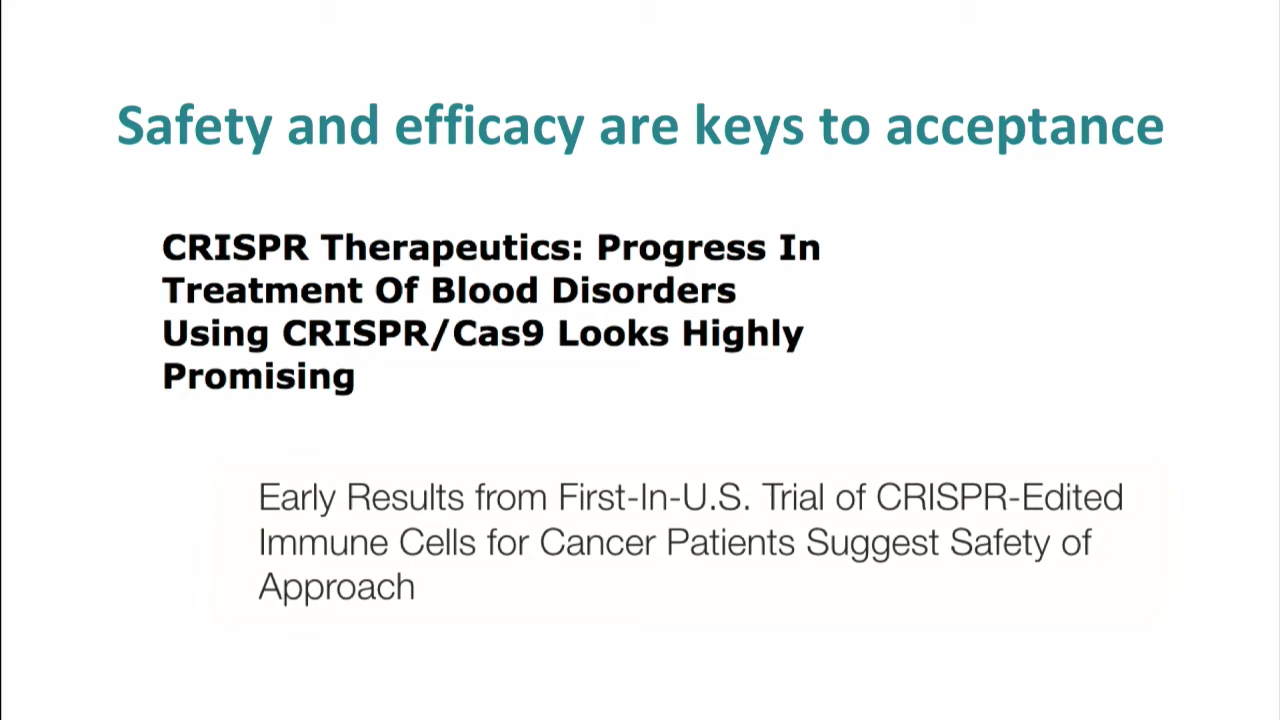 Safety and efficacy are keys to acceptance
CRISPR Therapeutics: Progress In
Treatment Of Blood Disorders
Using CRISPR/Cas9 Looks Highly
Promising
Early Results from First-In-U.S. Trial of CRISPR-Edited
Immune Cells for Cancer Patients Suggest Safety of
Approach